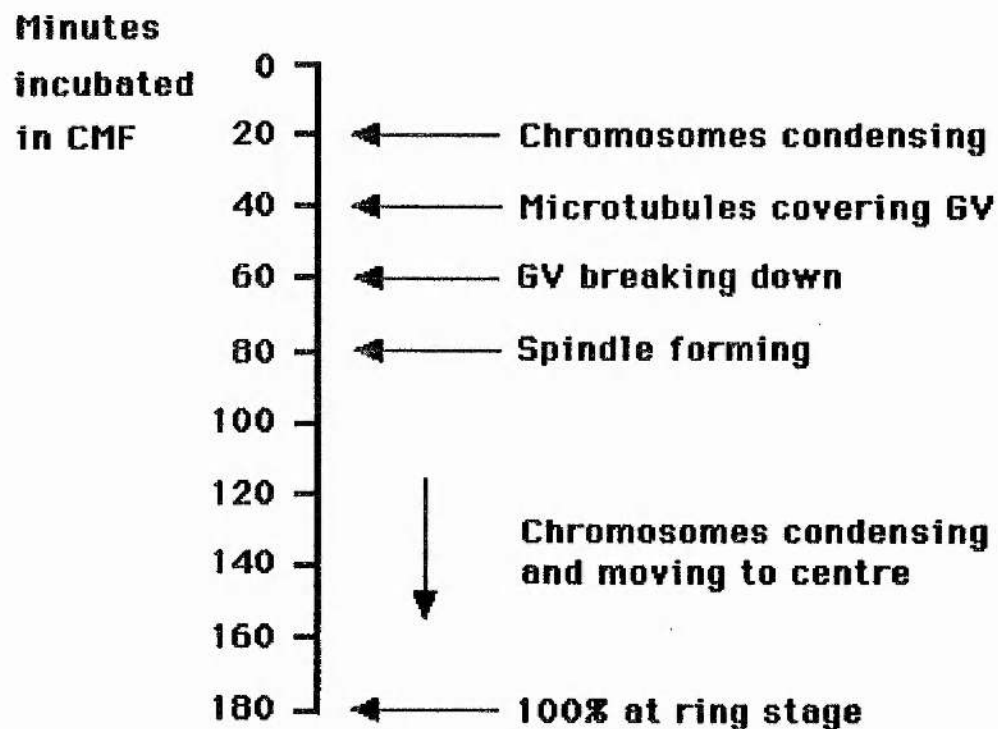 Minutes
incubated
in CMF
0
20 Chromosomes condensing
40 Microtubules covering GV
60 GV breaking down
80 Spindle forming
100
120
Chromosomes condensing
140 and moving to centre
160
180 100% at ring stage